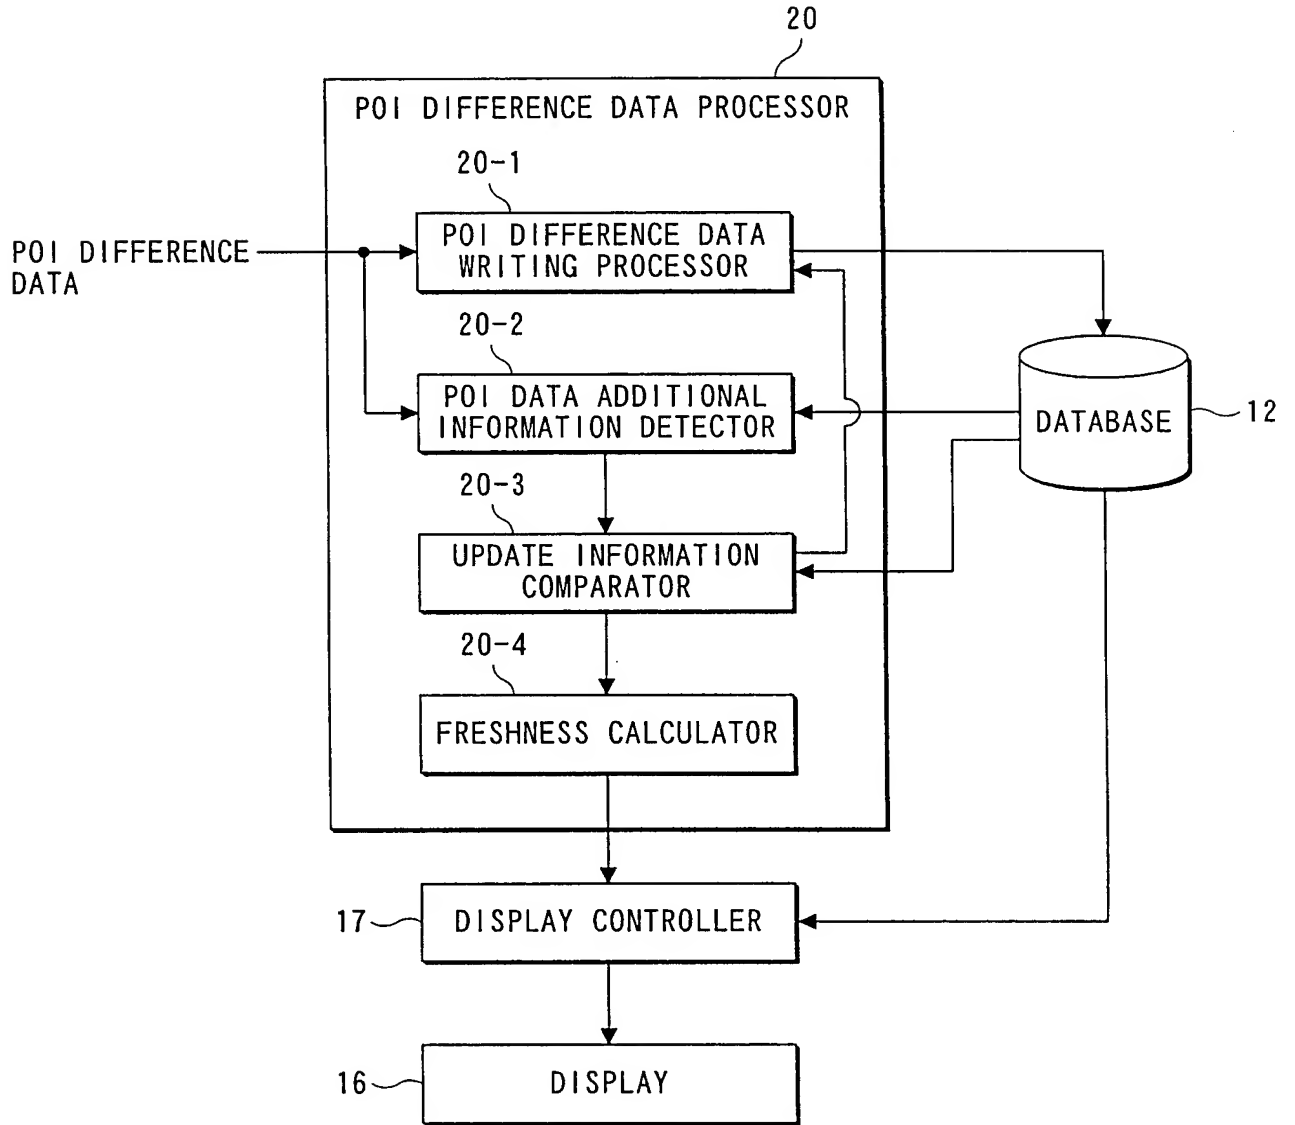 20
POI DIFFERENCE DATA PROCESSOR
20-1
POI DIFFERENCE DATA
WRITING PROCESSOR
POI DIFFERENCE
DATA
20-2
POI DATA ADDITIONAL
INFORMATION DETECTOR
DATABASE
12
20-3
UPDATE INFORMATION
COMPARATOR
20-4
FRESHNESS CALCULATOR
17
DISPLAY CONTROLLER
16
DISPLAY